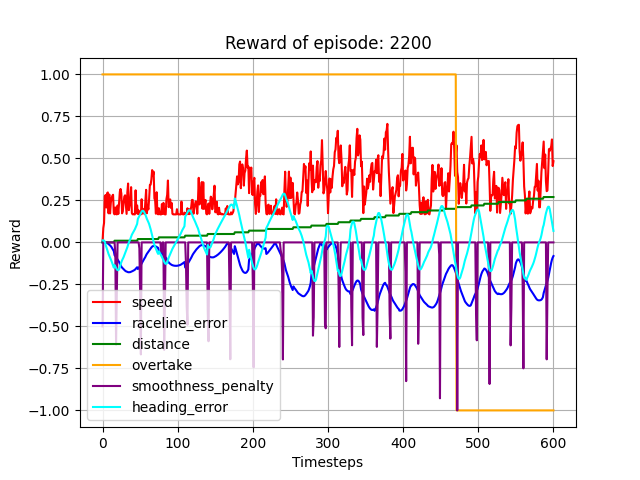 Reward of episode: 2200
Reward
1.00
0.75
0.50
0.25
0.00
−0.25
−0.50
−0.75
−1.00
speed
raceline_error
distance
overtake
smoothness_penalty
heading_error
0 100 200 300 400 500 600
Timesteps